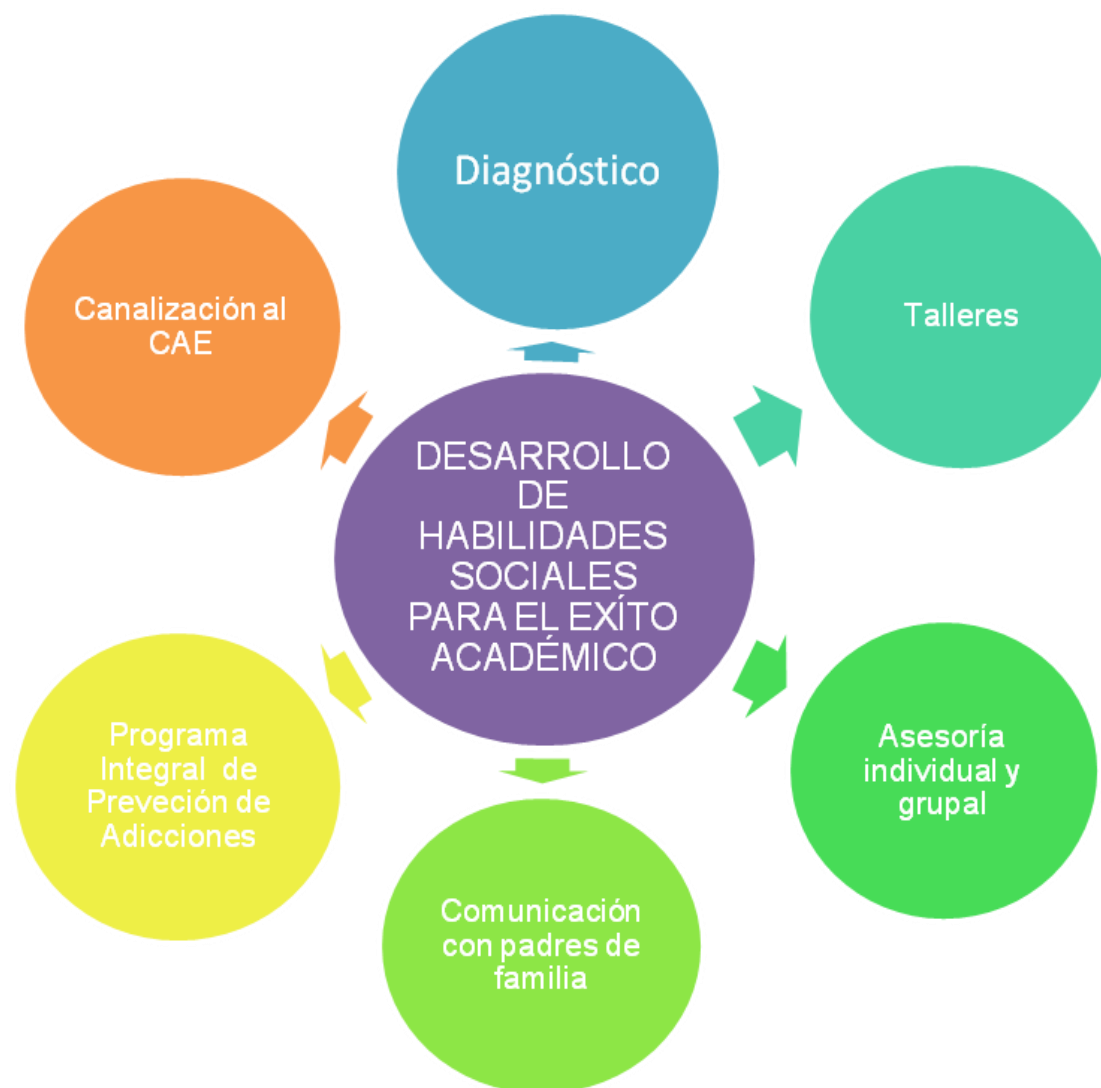 Diagnóstico
Talleres
Asesoría
individual y
grupal
Comunicación
con padres de
familia
Programa
Integral de
Preveción de
Adicciones
Canalización al
CAE
DESARROLLO
DE
HABILIDADES
SOCIALES
PARA EL EXÍTO
ACADÉMICO